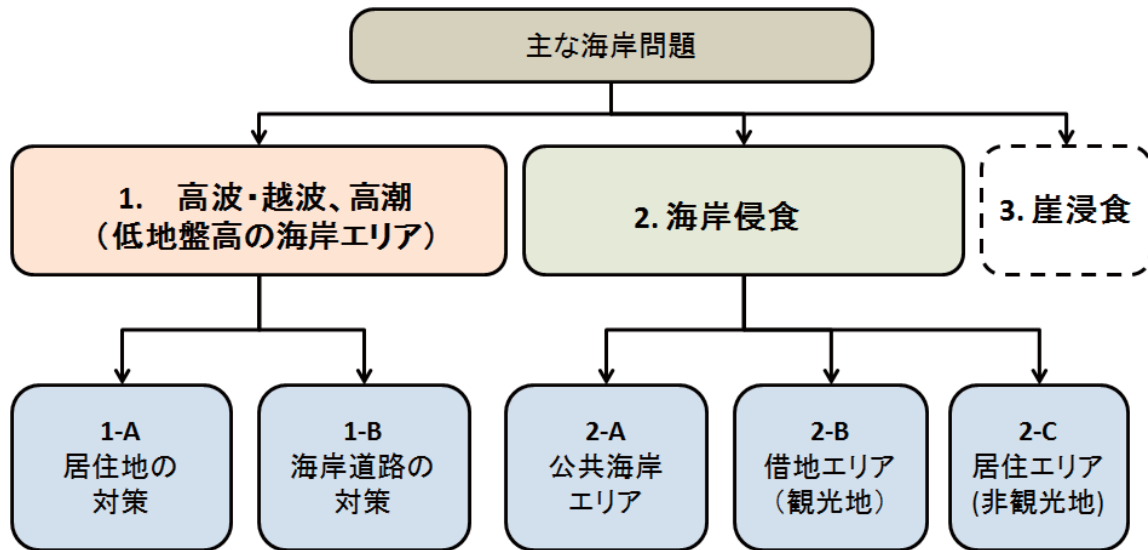 主な海岸問題
1. 高波・越波、高潮
（低地盤高の海岸エリア）
2. 海岸侵食
3. 崖浸食
1-A
居住地の
対策
1-B
海岸道路の
対策
2-A
公共海岸
エリア
2-B
借地エリア
（観光地）
2-C
居住エリア
(非観光地)